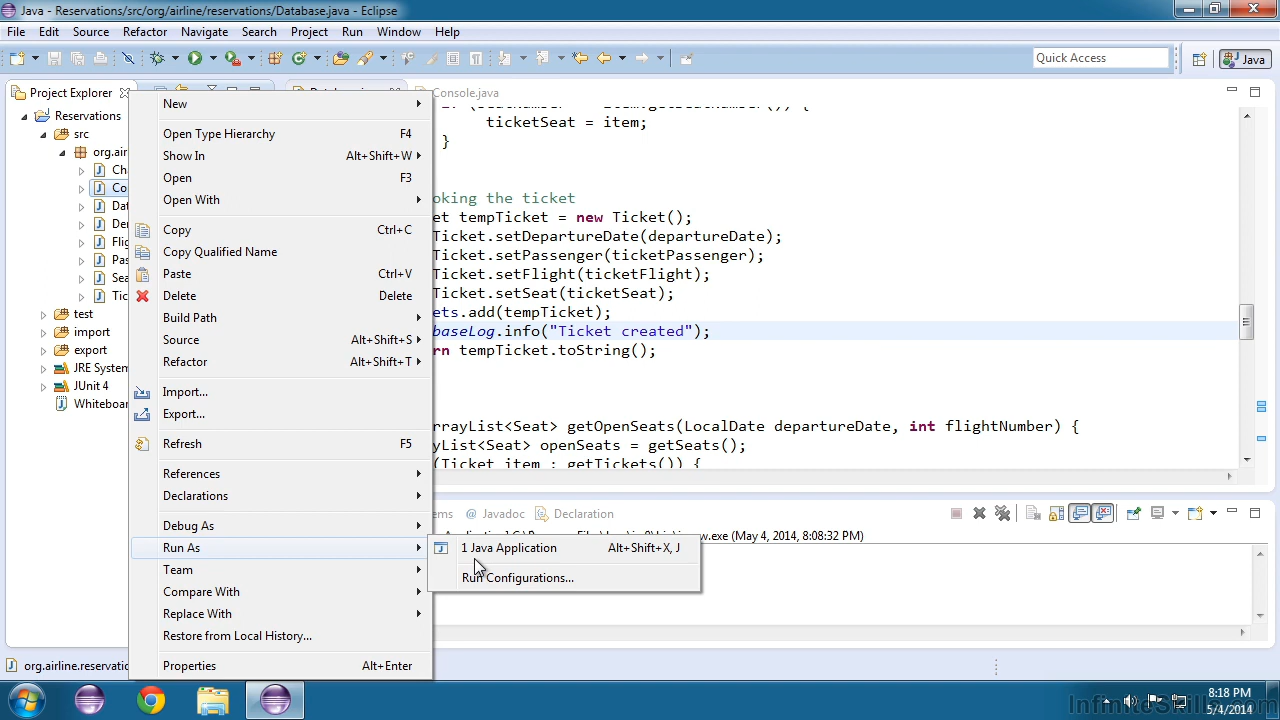 Java - Reservations/src/org/airline/reservations/Database.java - Eclipse
File Edit Source Refactor Navigate Search Project Run Window Help
Quick Access
Java
Project Explorer
Console.java
Reservations
src
org.air
Ch
Co
Dat
Der
Flig
Pas
Sea
Tic
test
import
export
JRE System
JUnit 4
Whiteboar
New
Open Type Hierarchy F4
Show In Alt+Shift+W
Open F3
Open With
Copy Ctrl+C
Copy Qualified Name
Paste Ctrl+V
Delete Delete
Build Path
Source Alt+Shift+S
Refactor Alt+Shift+T
Import...
Export...
Refresh F5
References
Declarations
Debug As
Run As
Team
Compare With
Replace With
Restore from Local History...
Properties Alt+Enter
1 Java Application Alt+Shift+X, J
Run Configurations...
ticketSeat = item;
}
oking the ticket
et tempTicket = new Ticket();
Ticket.setDepartureDate(departureDate);
Ticket.setPassenger(ticketPassenger);
Ticket.setFlight(ticketFlight);
Ticket.setSeat(ticketSeat);
ets.add(tempTicket);
baseLog.info("Ticket created");
rn tempTicket.toString();
rrayList<Seat> getOpenSeats(LocalDate departureDate, int flightNumber) {
yList<Seat> openSeats = getSeats();
(Ticket item : getTickets()) {
ems @ Javadoc Declaration
w.exe (May 4, 2014, 8:08:32 PM)
org.airline.reservatio
8:18 PM
5/4/2014
InfiniteSkills.com